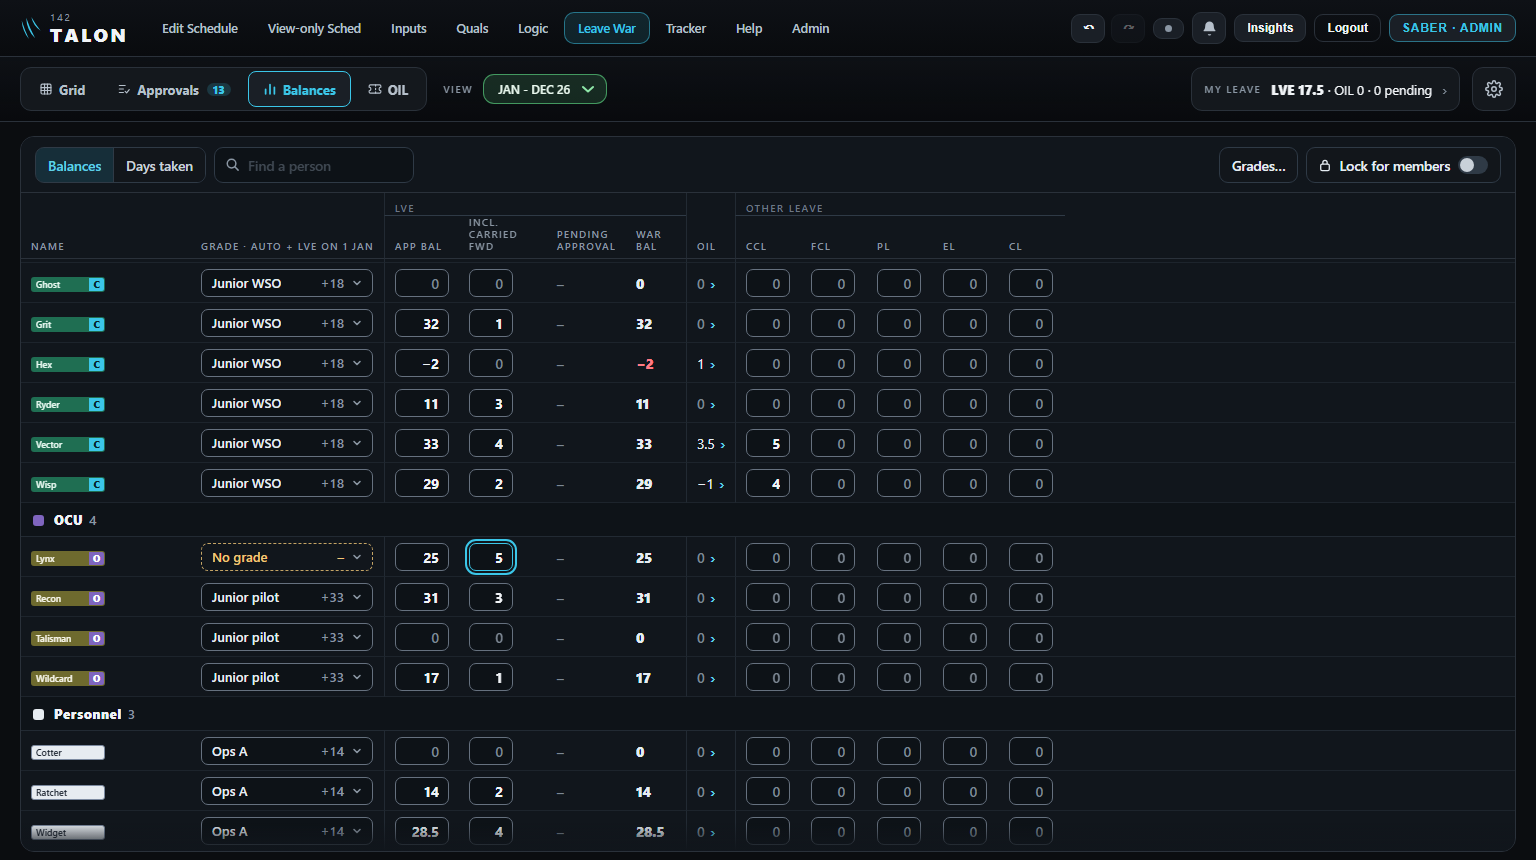 142
TALON
Edit Schedule
View-only Sched
Inputs
Quals
Logic
Leave War
Tracker
Help
Admin
Insights
Logout
SABER · ADMIN
Grid
Approvals 13
Balances
OIL
VIEW
JAN - DEC 26
MY LEAVE LVE 17.5 · OIL 0 · 0 pending ›
Balances
Days taken
Find a person
Grades...
Lock for members
LVE
OTHER LEAVE
NAME
GRADE · AUTO + LVE ON 1 JAN
APP BAL
INCL. CARRIED FWD
PENDING APPROVAL
WAR BAL
OIL
CCL
FCL
PL
EL
CL
Ghost C Junior WSO +18 0 0 – 0 0 › 0 0 0 0 0
Grit C Junior WSO +18 32 1 – 32 0 › 0 0 0 0 0
Hex C Junior WSO +18 −2 0 – −2 1 › 0 0 0 0 0
Ryder C Junior WSO +18 11 3 – 11 0 › 0 0 0 0 0
Vector C Junior WSO +18 33 4 – 33 3.5 › 5 0 0 0 0
Wisp C Junior WSO +18 29 2 – 29 −1 › 4 0 0 0 0
OCU 4
Lynx O No grade – 25 5 – 25 0 › 0 0 0 0 0
Recon O Junior pilot +33 31 3 – 31 0 › 0 0 0 0 0
Talisman O Junior pilot +33 0 0 – 0 0 › 0 0 0 0 0
Wildcard O Junior pilot +33 17 1 – 17 0 › 0 0 0 0 0
Personnel 3
Cotter Ops A +14 0 0 – 0 0 › 0 0 0 0 0
Ratchet Ops A +14 14 2 – 14 0 › 0 0 0 0 0
Widget Ops A +14 28.5 4 – 28.5 0 › 0 0 0 0 0